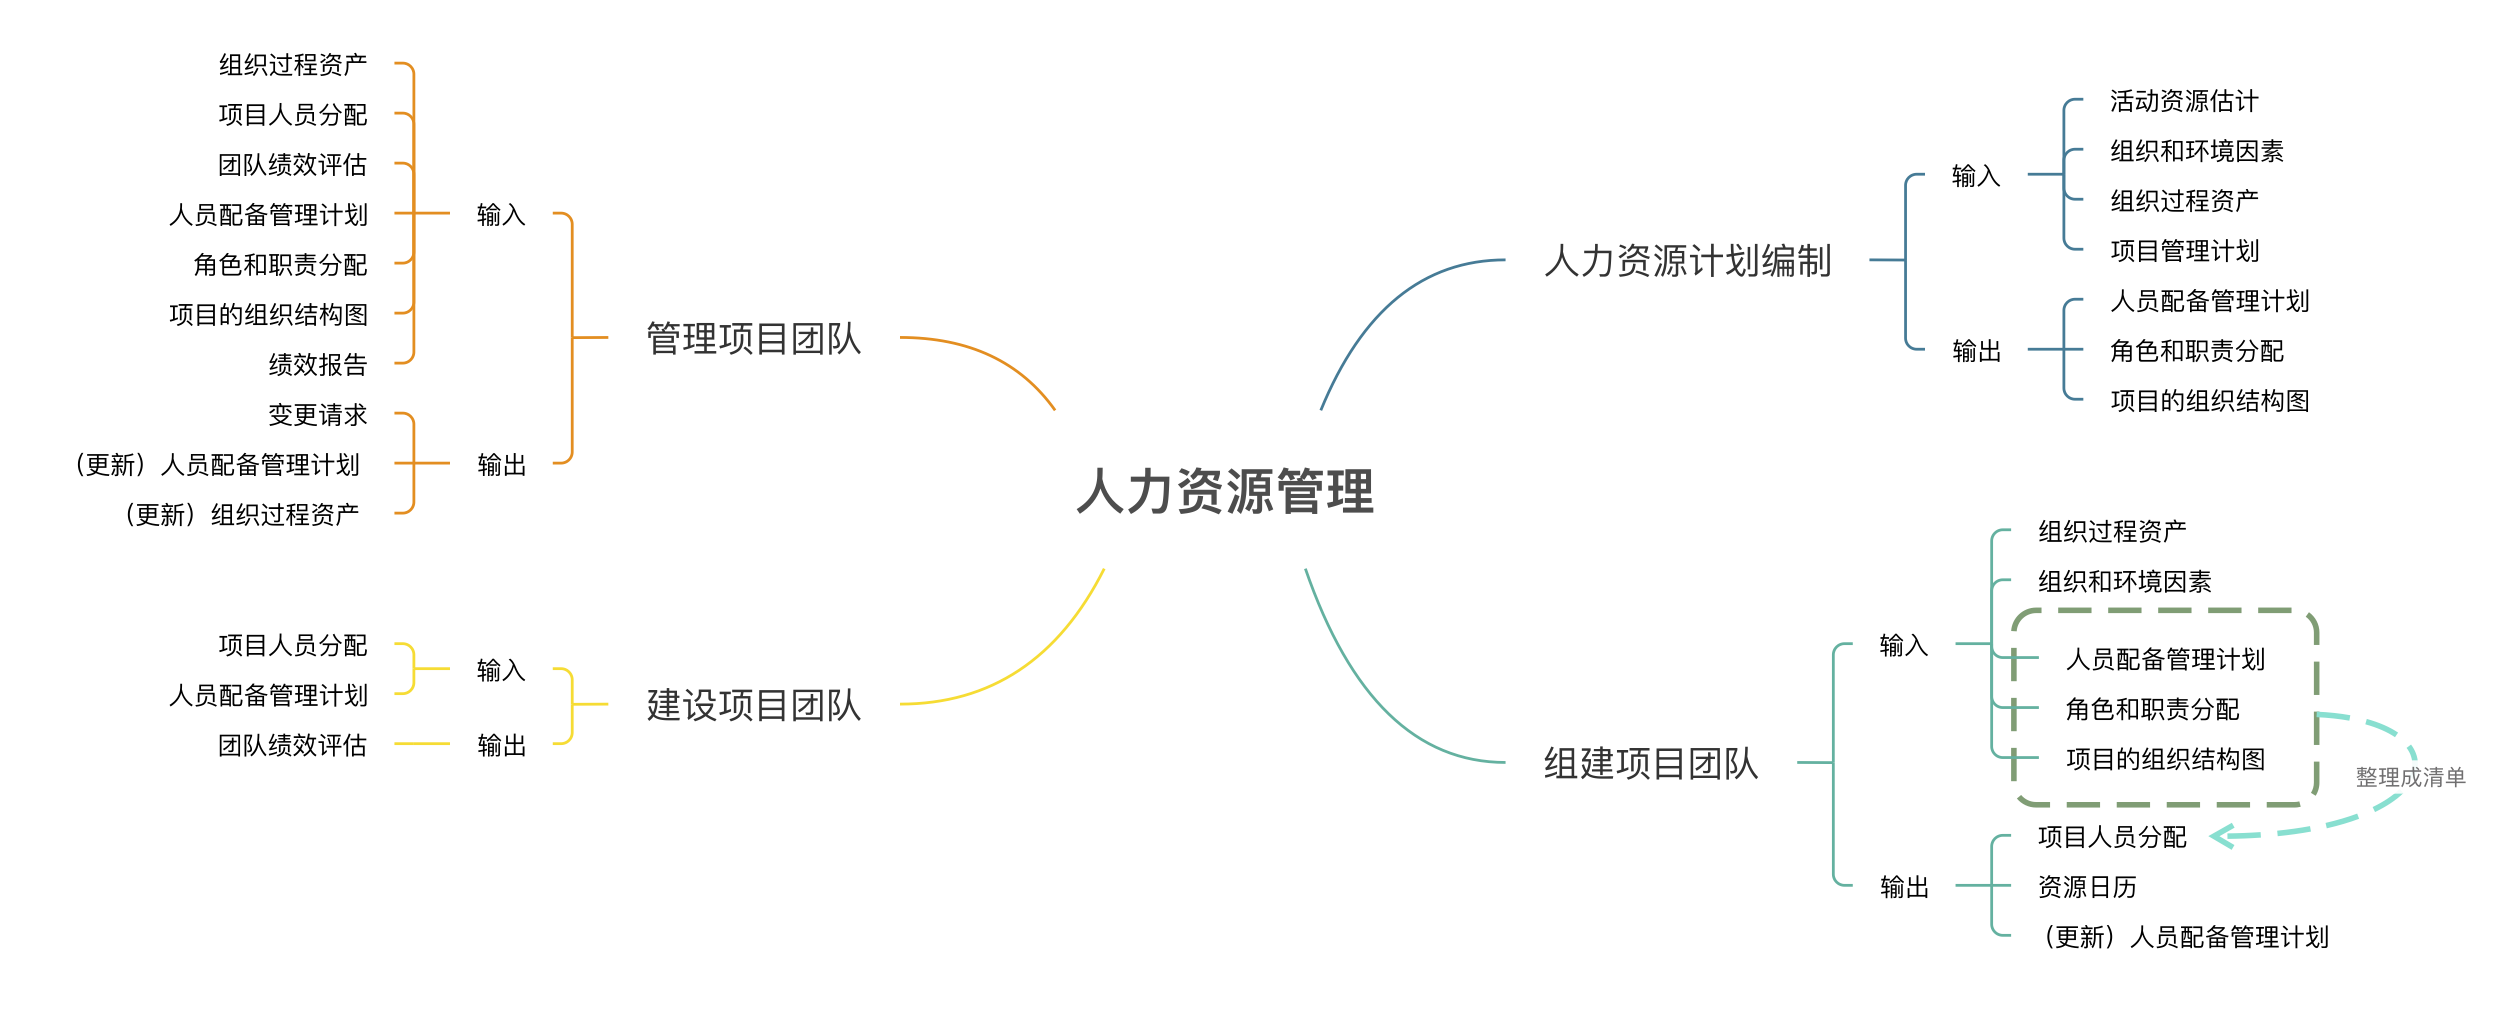 人力资源管理
人力资源计划编制
输入
活动资源估计
组织和环境因素
组织过程资产
项目管理计划
输出
人员配备管理计划
角色和职责分配
项目的组织结构图
组建项目团队
输入
组织过程资产
组织和环境因素
人员配备管理计划
角色和职责分配
项目的组织结构图
整理成清单
输出
项目人员分配
资源日历
（更新）人员配备管理计划
管理项目团队
输入
组织过程资产
项目人员分配
团队绩效评估
人员配备管理计划
角色和职责分配
项目的组织结构图
绩效报告
输出
变更请求
（更新）人员配备管理计划
（更新）组织过程资产
建设项目团队
输入
项目人员分配
人员配备管理计划
输出
团队绩效评估